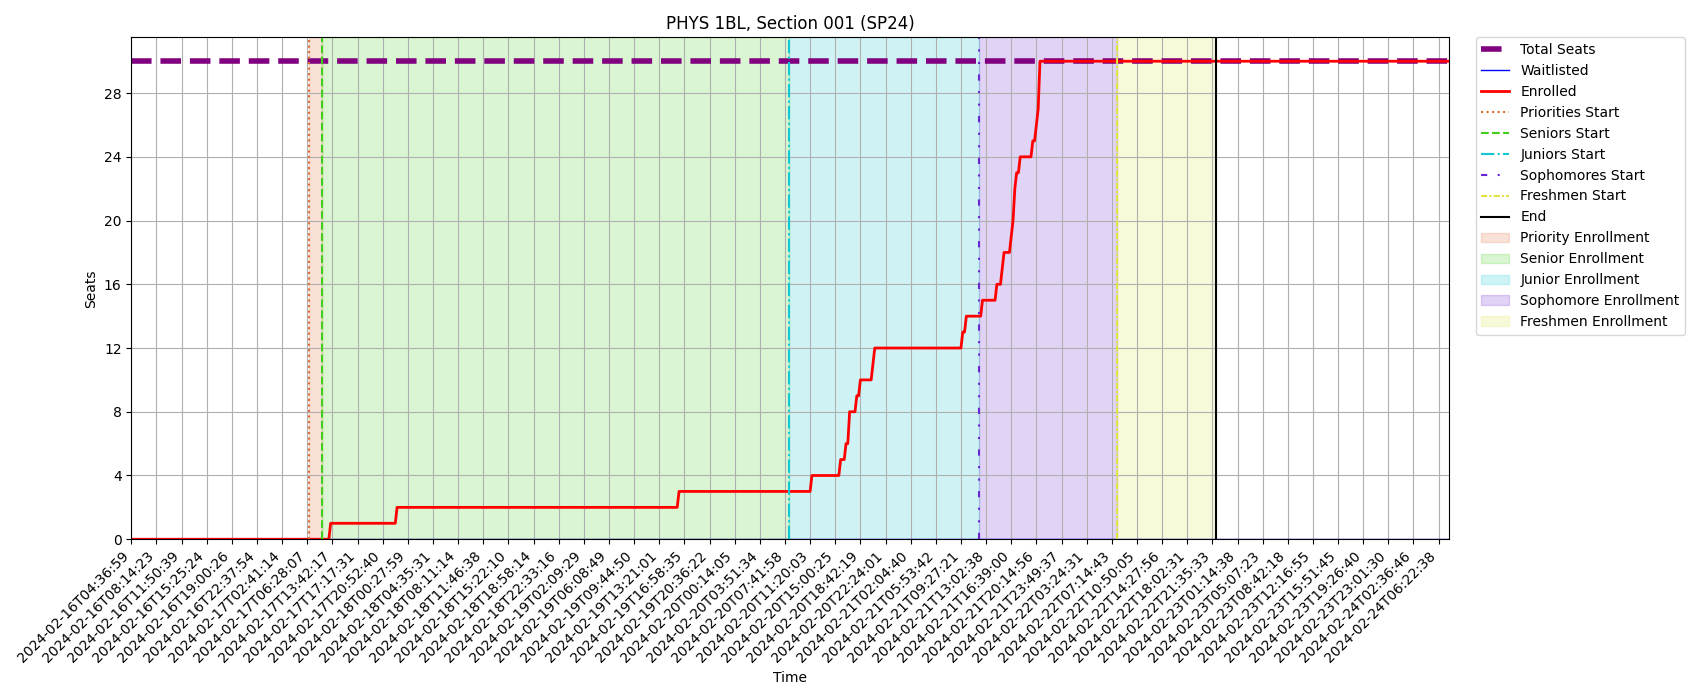 PHYS 1BL, Section 001 (SP24)
Seats
28
24
20
16
12
8
4
0
2024-02-16T04:36:59
2024-02-16T08:14:23
2024-02-16T11:50:39
2024-02-16T15:25:24
2024-02-16T19:00:26
2024-02-16T22:37:54
2024-02-17T02:41:14
2024-02-17T06:28:07
2024-02-17T13:42:17
2024-02-17T17:17:31
2024-02-17T20:52:40
2024-02-18T00:27:59
2024-02-18T04:35:31
2024-02-18T08:11:14
2024-02-18T11:46:38
2024-02-18T15:22:10
2024-02-18T18:58:14
2024-02-18T22:33:16
2024-02-19T02:09:29
2024-02-19T06:08:49
2024-02-19T09:44:50
2024-02-19T13:21:01
2024-02-19T16:58:35
2024-02-19T20:36:22
2024-02-20T00:14:05
2024-02-20T03:51:34
2024-02-20T07:41:58
2024-02-20T11:20:03
2024-02-20T15:00:25
2024-02-20T18:42:19
2024-02-20T22:24:01
2024-02-21T02:04:40
2024-02-21T05:53:42
2024-02-21T09:27:21
2024-02-21T13:02:38
2024-02-21T16:39:00
2024-02-21T20:14:56
2024-02-21T23:49:37
2024-02-22T03:24:31
2024-02-22T07:14:43
2024-02-22T10:50:05
2024-02-22T14:27:56
2024-02-22T18:02:31
2024-02-22T21:35:33
2024-02-23T01:14:38
2024-02-23T05:07:23
2024-02-23T08:42:18
2024-02-23T12:16:55
2024-02-23T15:51:45
2024-02-23T19:26:40
2024-02-23T23:01:30
2024-02-24T02:36:46
2024-02-24T06:22:38
Time
Total Seats
Waitlisted
Enrolled
Priorities Start
Seniors Start
Juniors Start
Sophomores Start
Freshmen Start
End
Priority Enrollment
Senior Enrollment
Junior Enrollment
Sophomore Enrollment
Freshmen Enrollment